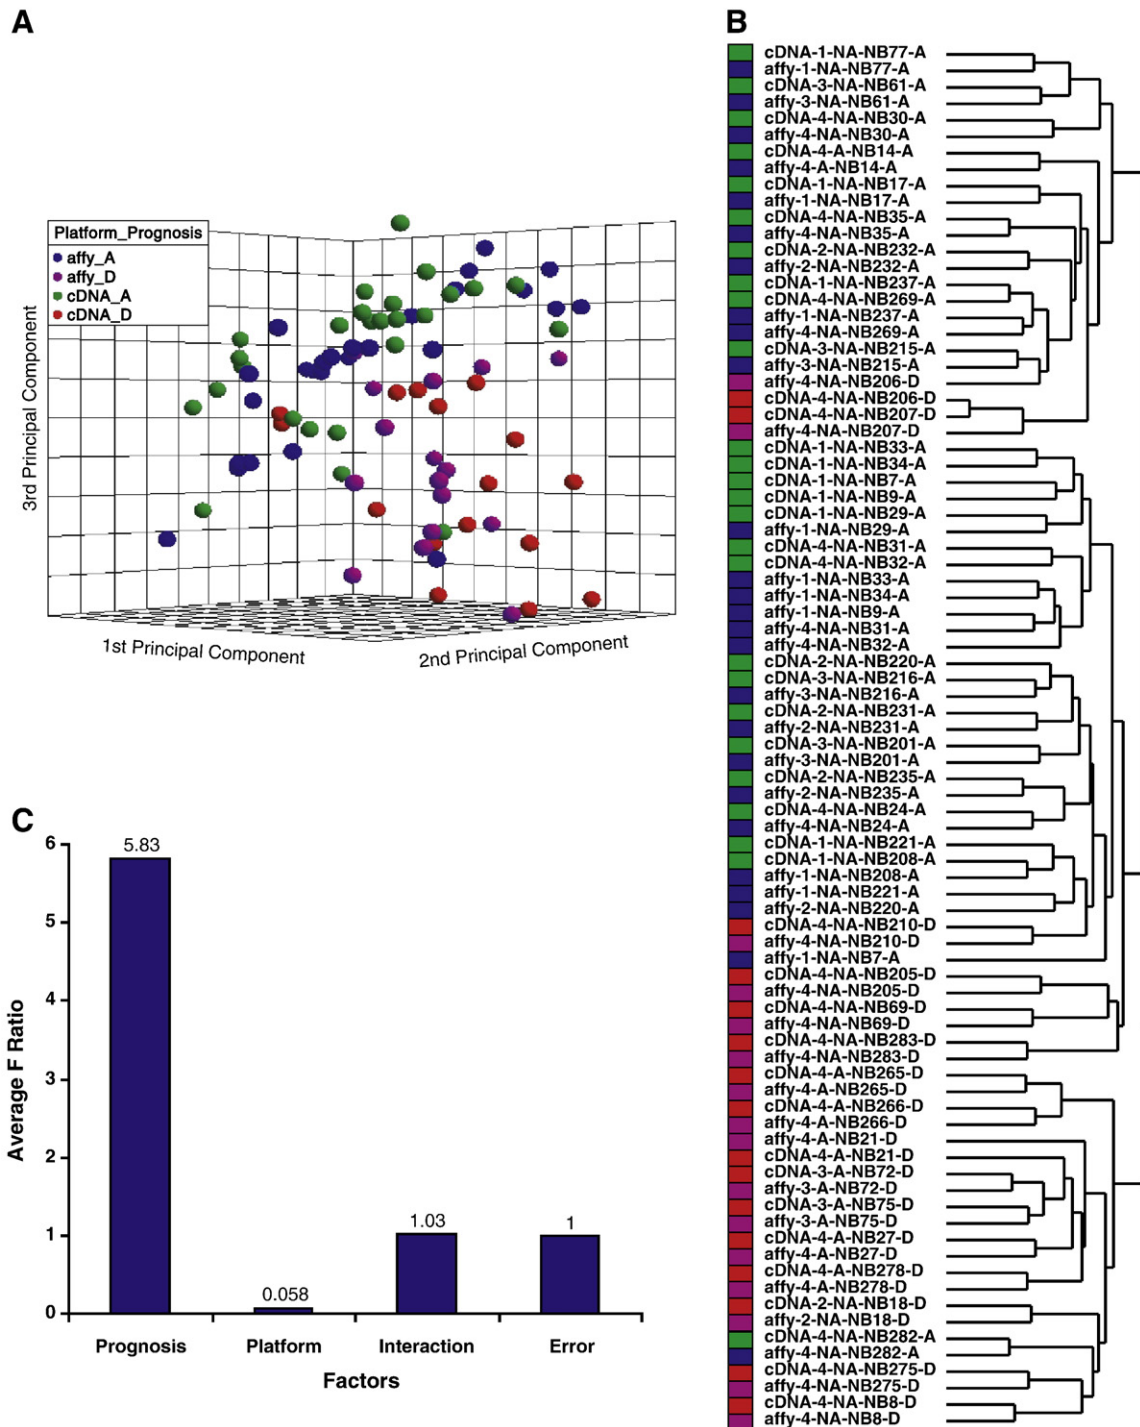 A
Platform_Prognosis
affy_A
affy_D
cDNA_A
cDNA_D
3rd Principal Component
1st Principal Component
2nd Principal Component
B
cDNA-1-NA-NB77-A
affy-1-NA-NB77-A
cDNA-3-NA-NB61-A
affy-3-NA-NB61-A
cDNA-4-NA-NB30-A
affy-4-NA-NB30-A
cDNA-4-A-NB14-A
affy-4-A-NB14-A
cDNA-1-NA-NB17-A
affy-1-NA-NB17-A
cDNA-4-NA-NB35-A
affy-4-NA-NB35-A
cDNA-2-NA-NB232-A
affy-2-NA-NB232-A
cDNA-1-NA-NB237-A
cDNA-4-NA-NB269-A
affy-1-NA-NB237-A
affy-4-NA-NB269-A
cDNA-3-NA-NB215-A
affy-3-NA-NB215-A
affy-4-NA-NB206-D
cDNA-4-NA-NB206-D
cDNA-4-NA-NB207-D
affy-4-NA-NB207-D
cDNA-1-NA-NB33-A
cDNA-1-NA-NB34-A
cDNA-1-NA-NB7-A
cDNA-1-NA-NB9-A
cDNA-1-NA-NB29-A
affy-1-NA-NB29-A
cDNA-4-NA-NB31-A
cDNA-4-NA-NB32-A
affy-1-NA-NB33-A
affy-1-NA-NB34-A
affy-1-NA-NB9-A
affy-4-NA-NB31-A
affy-4-NA-NB32-A
cDNA-2-NA-NB220-A
cDNA-3-NA-NB216-A
affy-3-NA-NB216-A
cDNA-2-NA-NB231-A
affy-2-NA-NB231-A
cDNA-3-NA-NB201-A
affy-3-NA-NB201-A
cDNA-2-NA-NB235-A
affy-2-NA-NB235-A
cDNA-4-NA-NB24-A
affy-4-NA-NB24-A
cDNA-1-NA-NB221-A
cDNA-1-NA-NB208-A
affy-1-NA-NB208-A
affy-1-NA-NB221-A
affy-2-NA-NB220-A
cDNA-4-NA-NB210-D
affy-4-NA-NB210-D
affy-1-NA-NB7-A
cDNA-4-NA-NB205-D
affy-4-NA-NB205-D
cDNA-4-NA-NB69-D
affy-4-NA-NB69-D
cDNA-4-NA-NB283-D
affy-4-NA-NB283-D
cDNA-4-A-NB265-D
affy-4-A-NB265-D
cDNA-4-A-NB266-D
affy-4-A-NB266-D
affy-4-A-NB21-D
cDNA-4-A-NB21-D
cDNA-3-A-NB72-D
affy-3-A-NB72-D
cDNA-3-A-NB75-D
affy-3-A-NB75-D
cDNA-4-A-NB27-D
affy-4-A-NB27-D
cDNA-4-A-NB278-D
affy-4-A-NB278-D
cDNA-2-NA-NB18-D
affy-2-NA-NB18-D
cDNA-4-NA-NB282-A
affy-4-NA-NB282-A
cDNA-4-NA-NB275-D
affy-4-NA-NB275-D
cDNA-4-NA-NB8-D
affy-4-NA-NB8-D
C
Average F Ratio
6
5
4
3
2
1
0
5.83
0.058
1.03
1
Prognosis
Platform
Interaction
Error
Factors